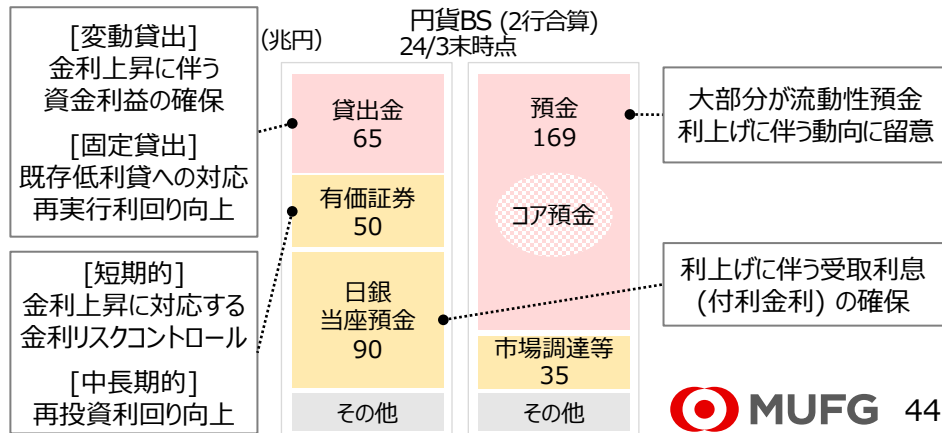 円貨BS (2行合算)
24/3末時点
(兆円)
[変動貸出]
金利上昇に伴う
資金利益の確保
[固定貸出]
既存低利貸への対応
再実行利回り向上
[短期的]
金利上昇に対応する
金利リスクコントロール
[中長期的]
再投資利回り向上
貸出金
65
有価証券
50
日銀
当座預金
90
その他
預金
169
コア預金
市場調達等
35
その他
大部分が流動性預金
利上げに伴う動向に留意
利上げに伴う受取利息
(付利金利) の確保
MUFG 44